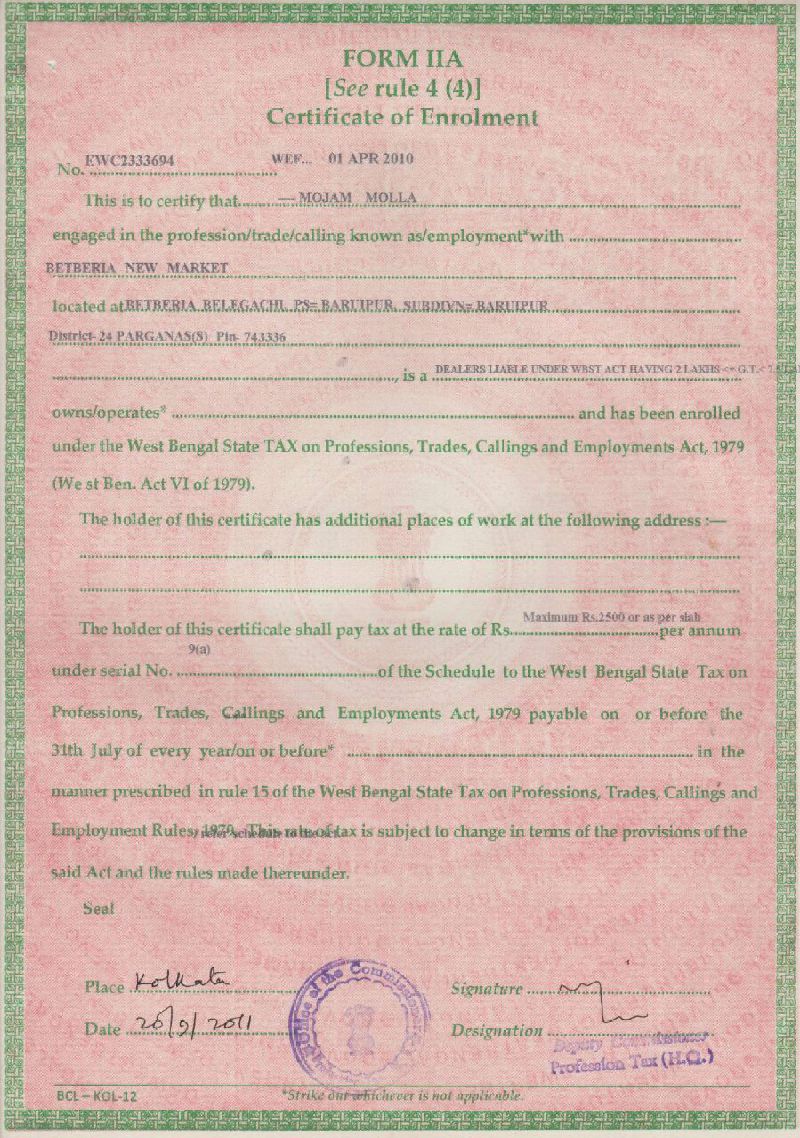 FORM IIA
[See rule 4 (4)]
Certificate of Enrolment
No. EWC2333694 WEF... 01 APR 2010
This is to certify that MOJAM MOLLA
engaged in the profession/trade/calling known as/employment*with
BETBERIA NEW MARKET
located at BETBERIA BELEGACHI, PS= BARUIPUR, SUBDIVN= BARUIPUR
District- 24 PARGANAS(S) Pin- 743336
, is a DEALERS LIABLE UNDER WBST ACT HAVING 2 LAKHS <= G.T.<
owns/operates* and has been enrolled
under the West Bengal State TAX on Professions, Trades, Callings and Employments Act, 1979
(We st Ben. Act VI of 1979).
The holder of this certificate has additional places of work at the following address :—
The holder of this certificate shall pay tax at the rate of Rs. Maximum Rs.2500 or as per slab per annum
under serial No. 9(a) of the Schedule to the West Bengal State Tax on
Professions, Trades, Callings and Employments Act, 1979 payable on or before the
31th July of every year/on or before* in the
manner prescribed in rule 15 of the West Bengal State Tax on Professions, Trades, Callings and
Employment Rules, 1979. This rate of tax is subject to change in terms of the provisions of the
refer schedule to the act.
said Act and the rules made thereunder.
Seal
Place Kolkata Signature
Office of the Commissioner
Date 20/9/2011 Designation
Deputy Commissioner
Profession Tax (H.Q.)
BCL – KOL-12 *Strike out whichever is not applicable.